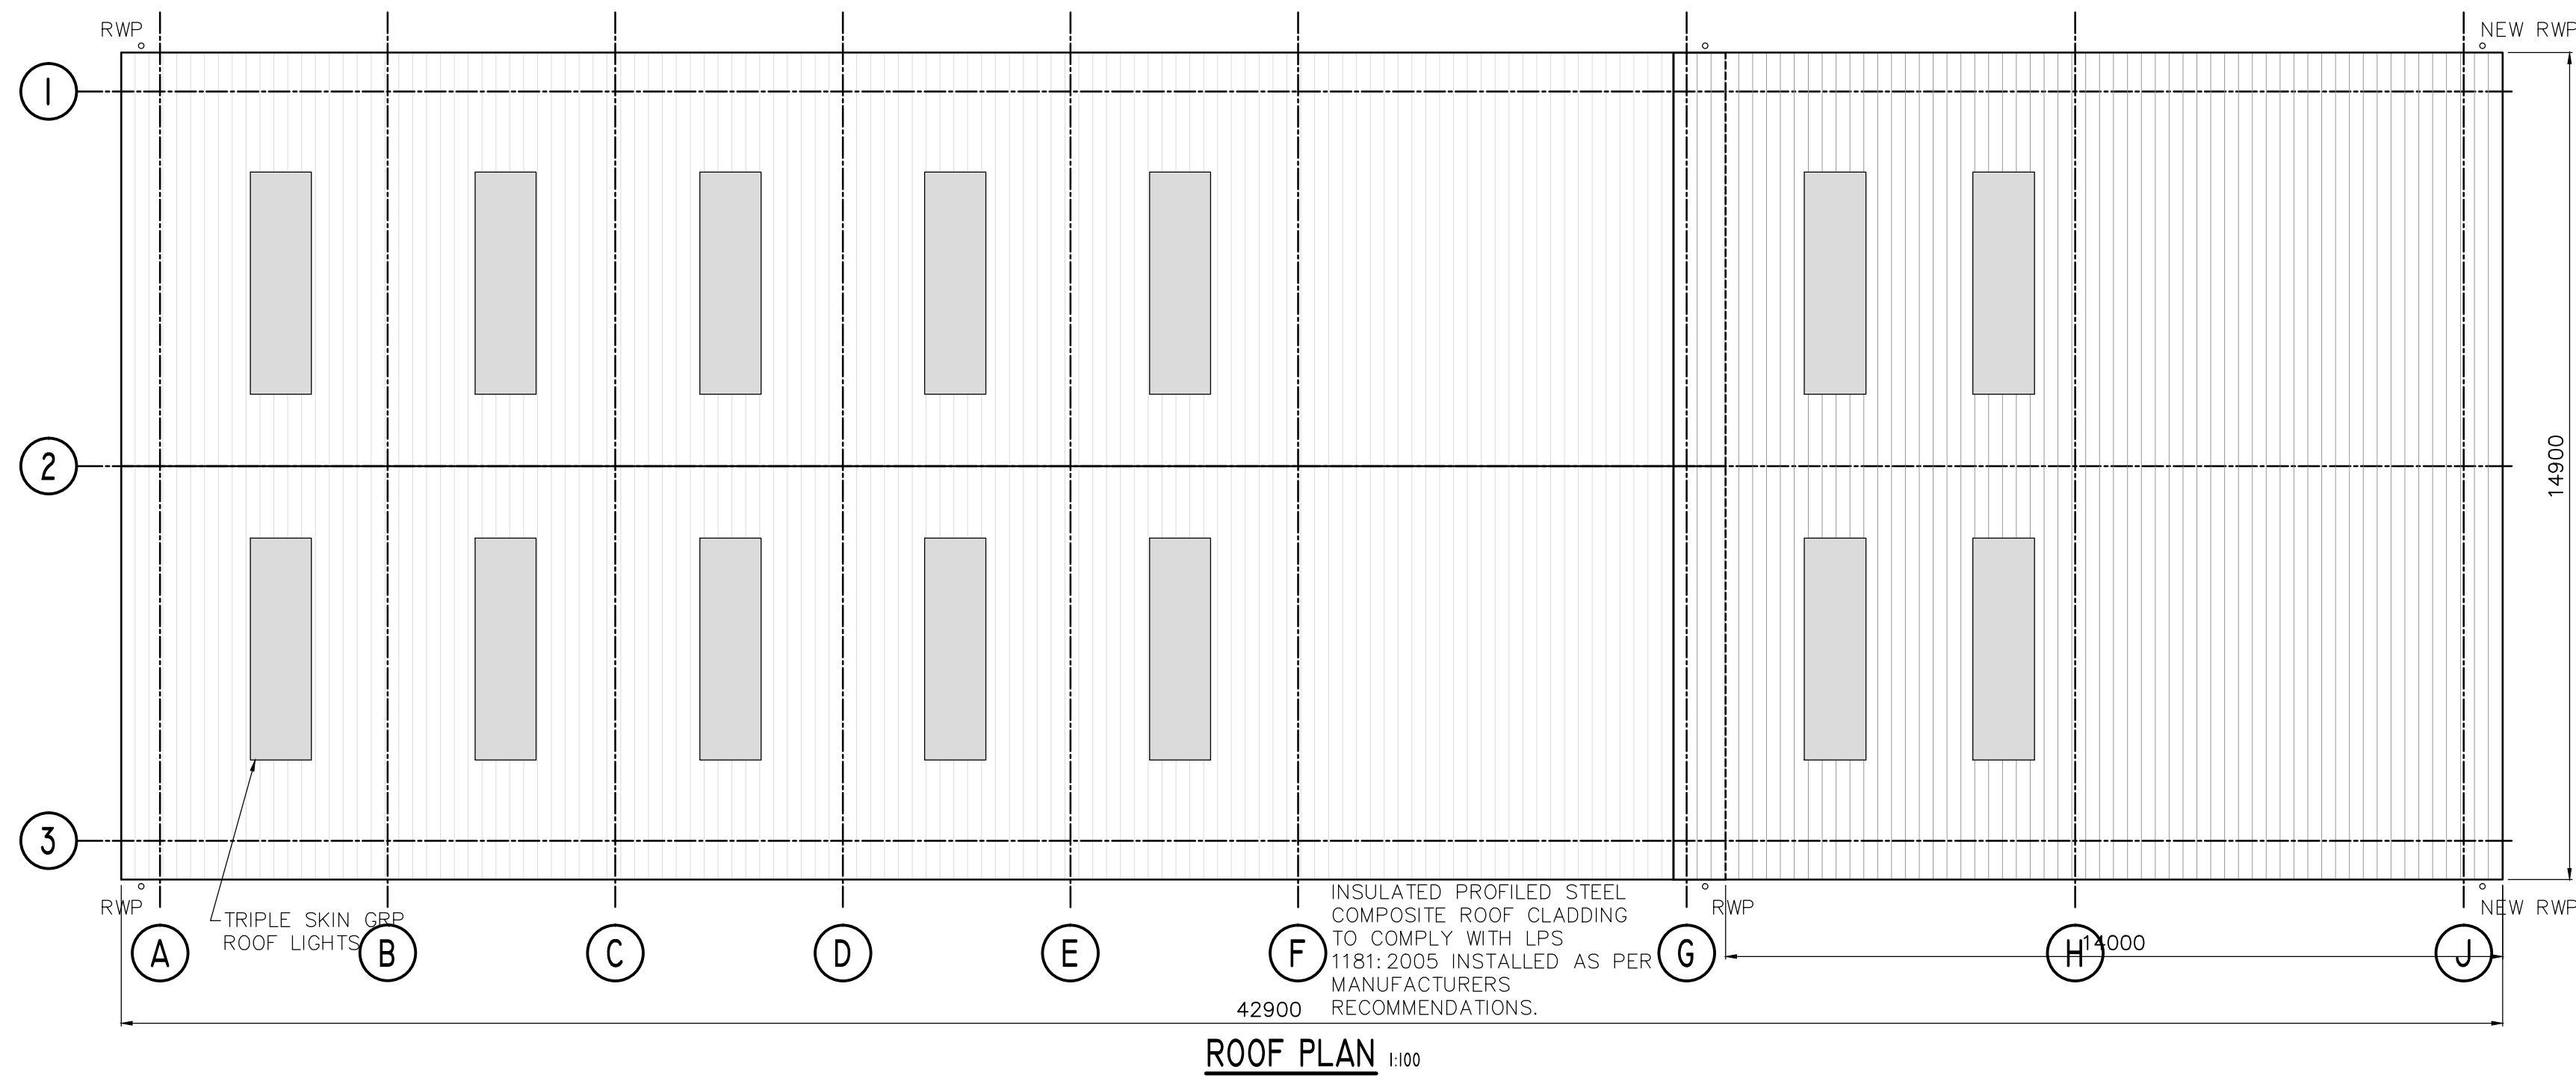 RWP
NEW RWP
1
2
14900
3
RWP
TRIPLE SKIN GRP
ROOF LIGHTS
INSULATED PROFILED STEEL
COMPOSITE ROOF CLADDING
TO COMPLY WITH LPS
1181:2005 INSTALLED AS PER
MANUFACTURERS
RECOMMENDATIONS.
RWP
NEW RWP
A
B
C
D
E
F
G
H
J
14000
42900
ROOF PLAN 1:100